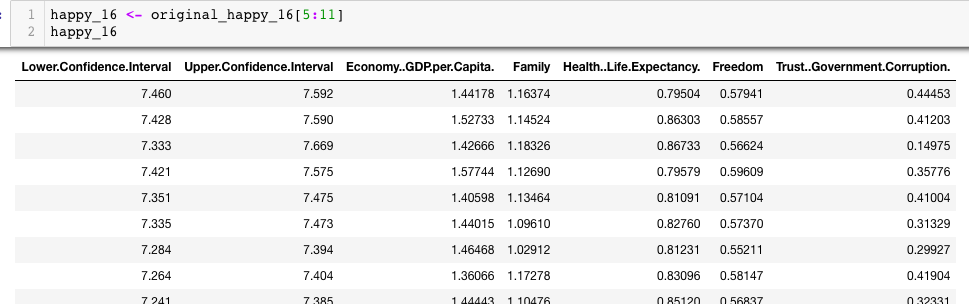 1 happy_16 <- original_happy_16[5:11]
2 happy_16
Lower.Confidence.Interval Upper.Confidence.Interval Economy..GDP.per.Capita. Family Health..Life.Expectancy. Freedom Trust..Government.Corruption.
7.460 7.592 1.44178 1.16374 0.79504 0.57941 0.44453
7.428 7.590 1.52733 1.14524 0.86303 0.58557 0.41203
7.333 7.669 1.42666 1.18326 0.86733 0.56624 0.14975
7.421 7.575 1.57744 1.12690 0.79579 0.59609 0.35776
7.351 7.475 1.40598 1.13464 0.81091 0.57104 0.41004
7.335 7.473 1.44015 1.09610 0.82760 0.57370 0.31329
7.284 7.394 1.46468 1.02912 0.81231 0.55211 0.29927
7.264 7.404 1.36066 1.17278 0.83096 0.58147 0.41904
7.241 7.385 1.44443 1.10476 0.85120 0.56837 0.32331